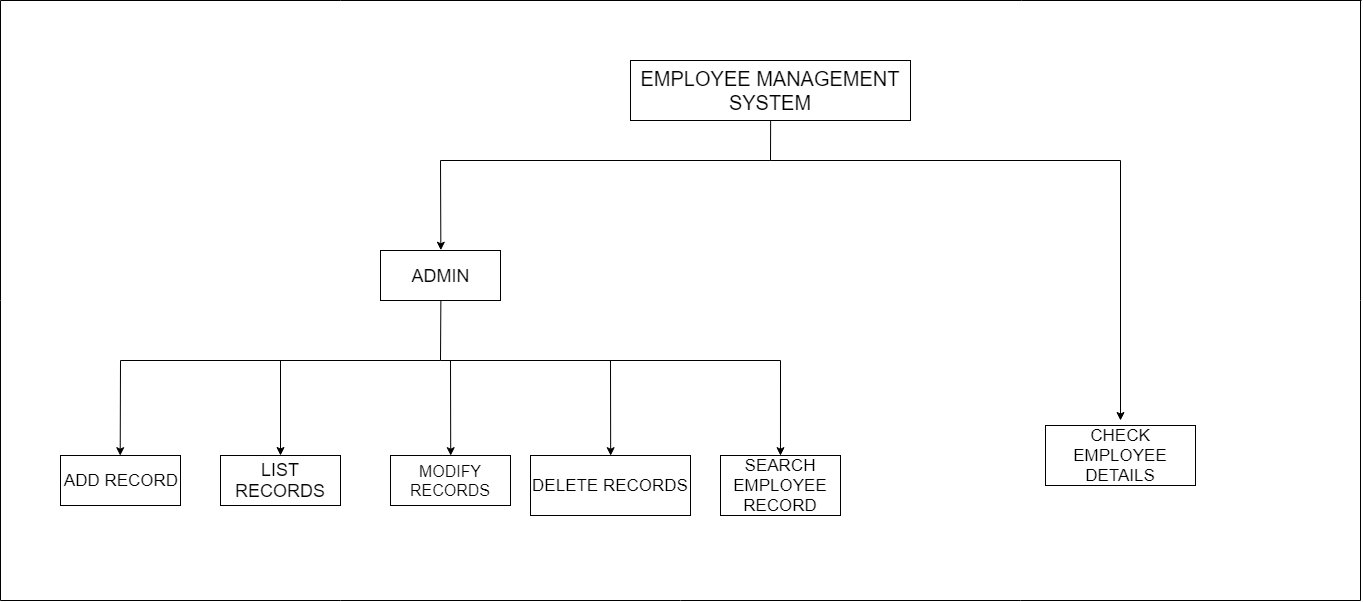 EMPLOYEE MANAGEMENT
SYSTEM
ADMIN
ADD RECORD
LIST
RECORDS
MODIFY
RECORDS
DELETE RECORDS
SEARCH
EMPLOYEE
RECORD
CHECK
EMPLOYEE
DETAILS